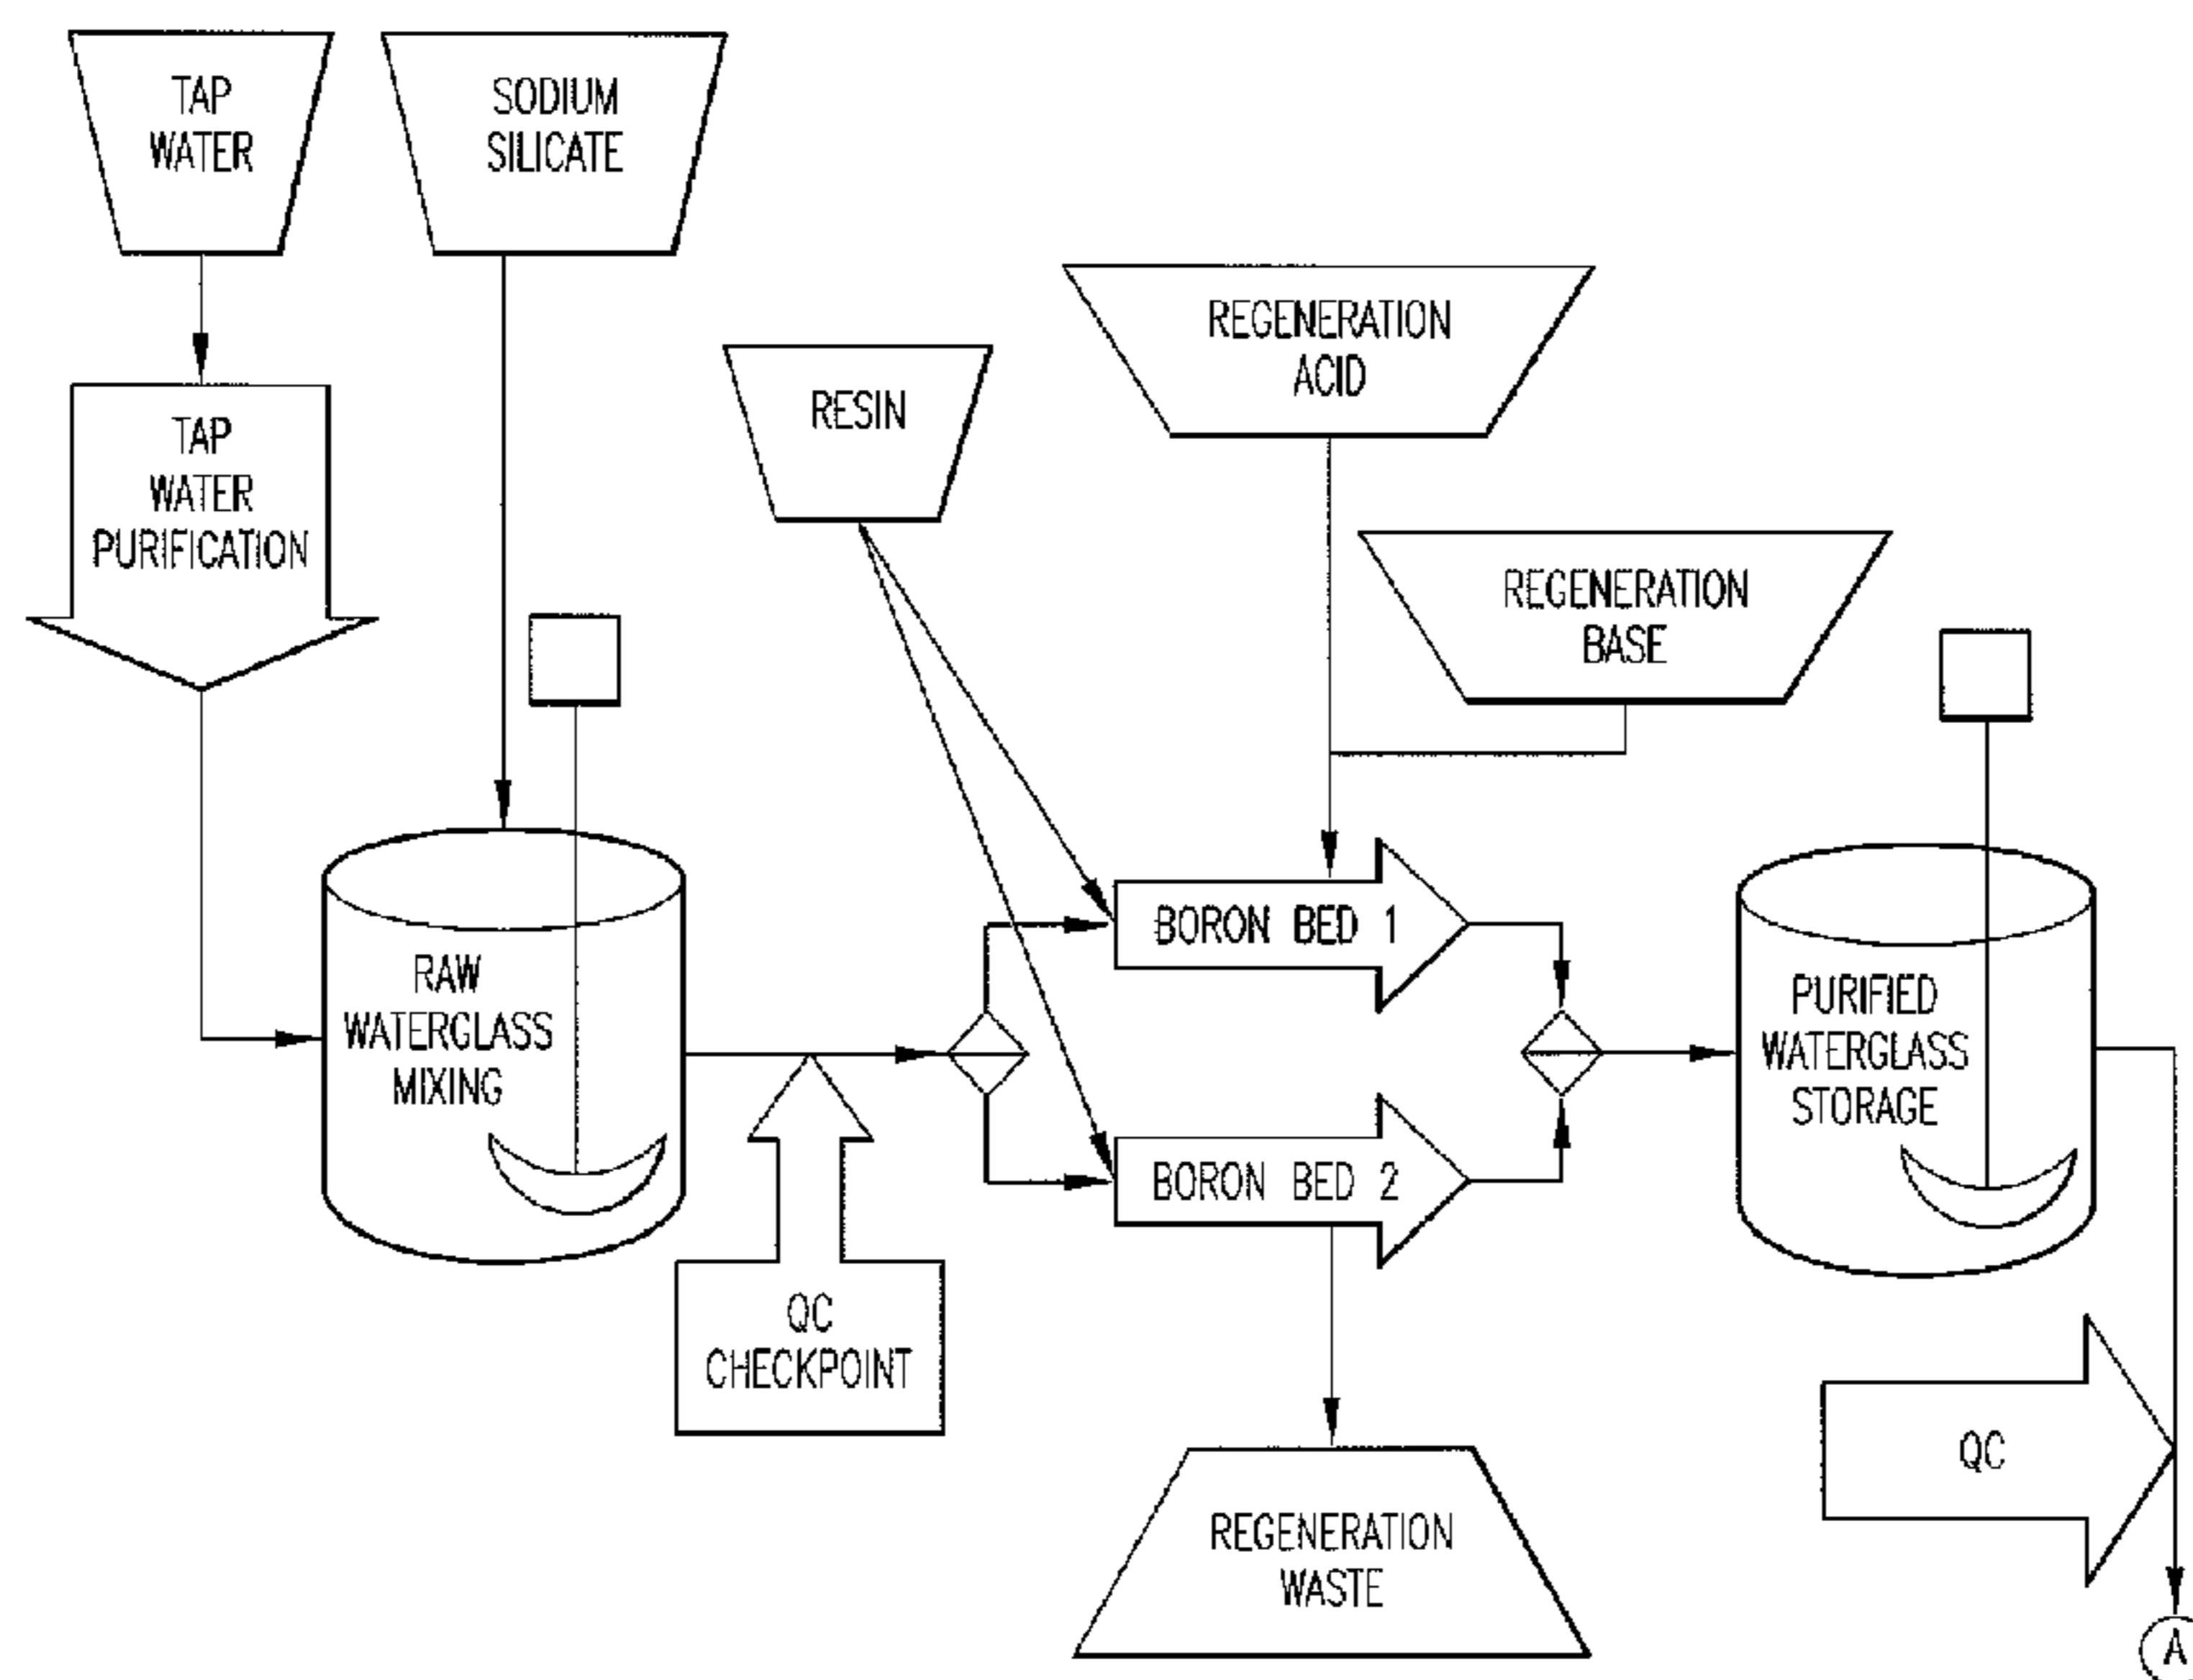 TAP
WATER
SODIUM
SILICATE
REGENERATION
ACID
RESIN
TAP
WATER
PURIFICATION
REGENERATION
BASE
BORON BED 1
RAW
WATERGLASS
MIXING
PURIFIED
WATERGLASS
STORAGE
BORON BED 2
QC
CHECKPOINT
QC
REGENERATION
WASTE
A